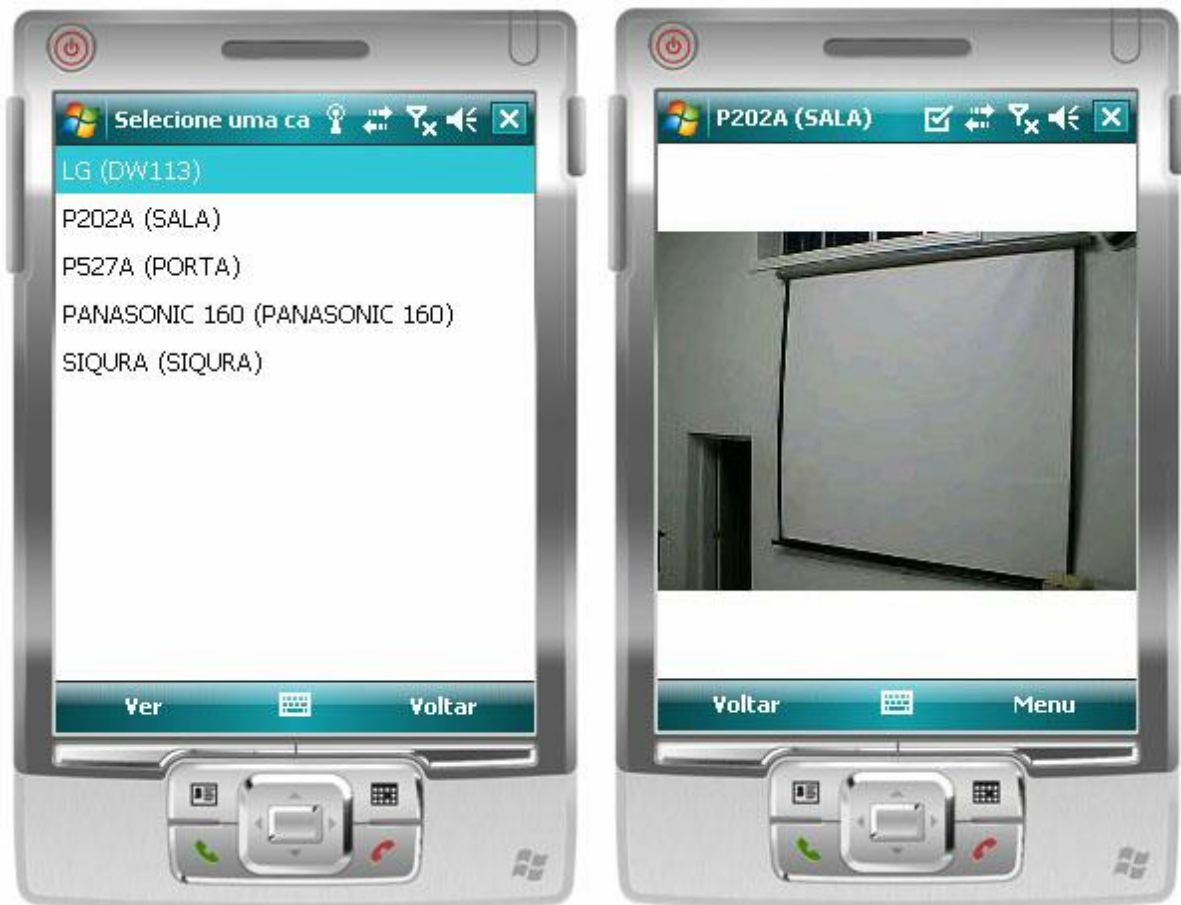 Selecione uma ca
LG (DW113)
P202A (SALA)
P527A (PORTA)
PANASONIC 160 (PANASONIC 160)
SIQURA (SIQURA)
Ver
Voltar
P202A (SALA)
Voltar
Menu